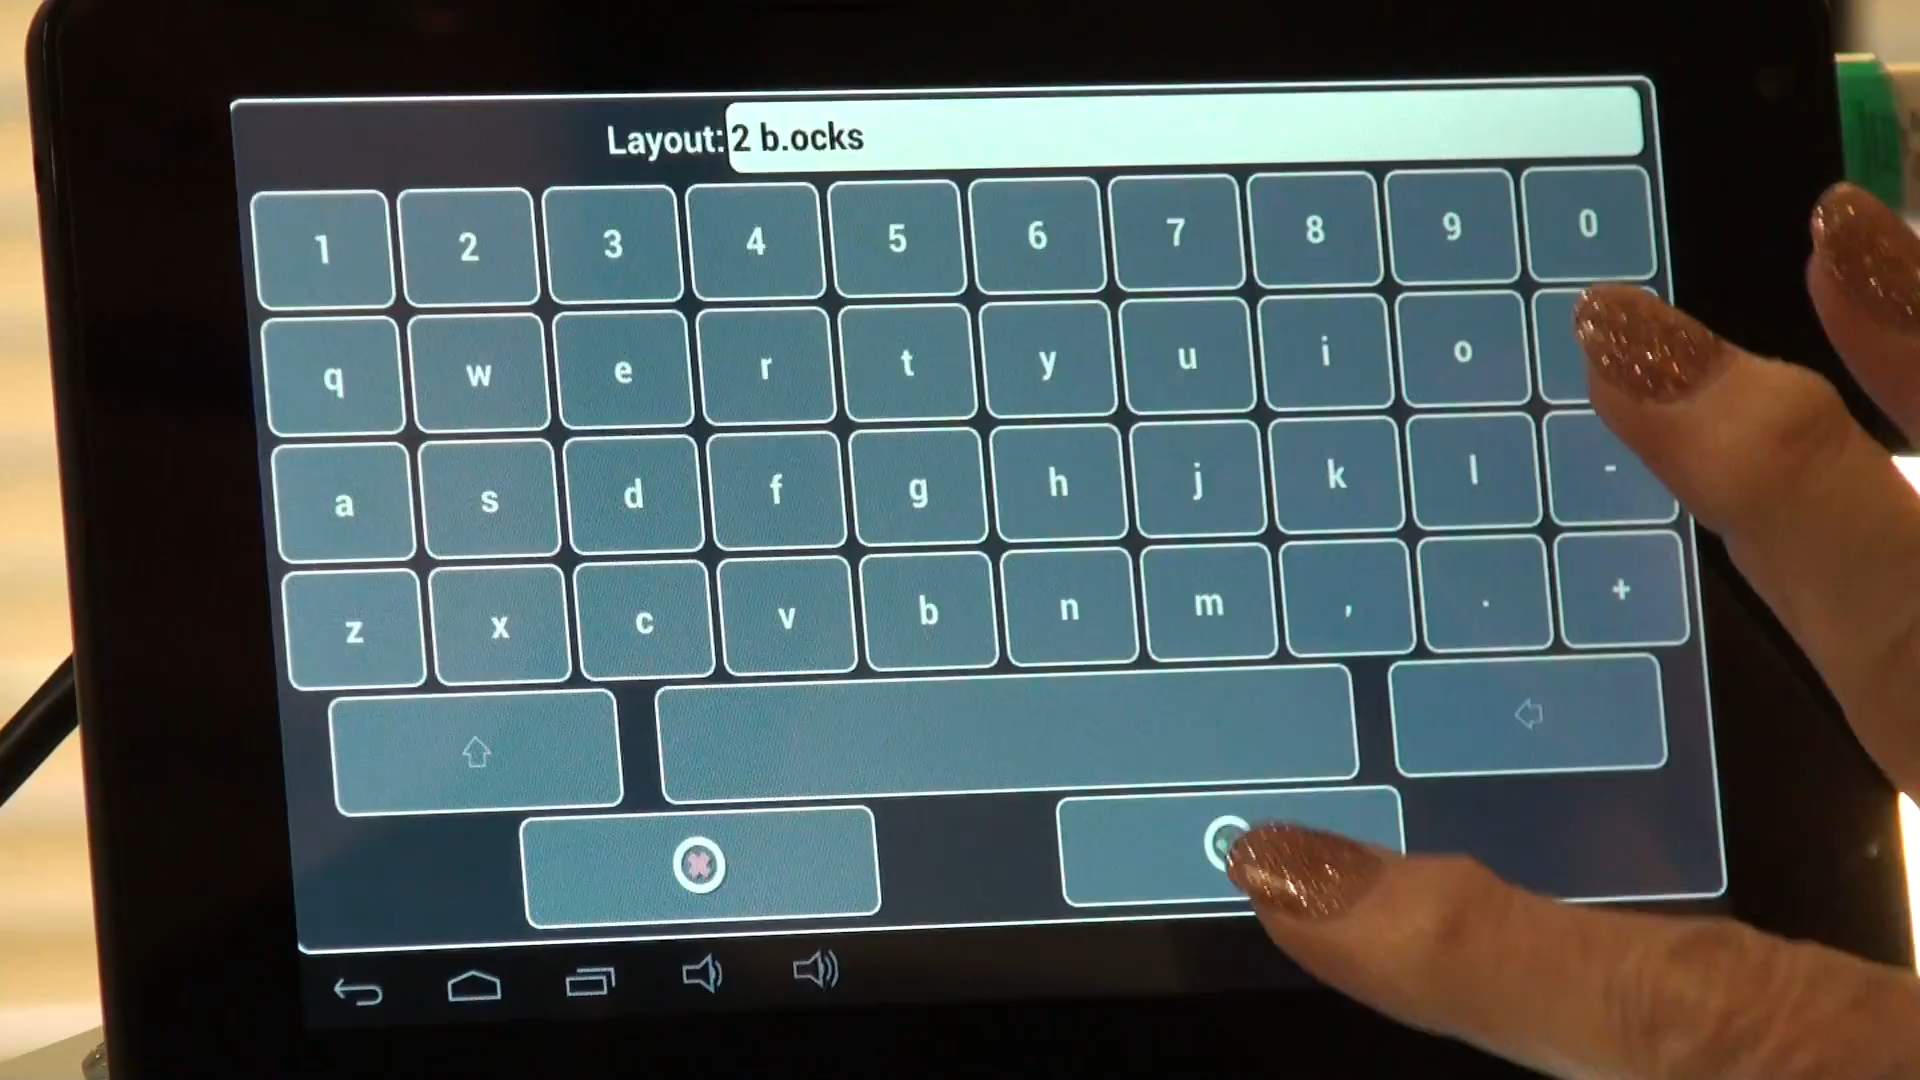 Layout: 2 b.ocks
1 2 3 4 5 6 7 8 9 0
q w e r t y u i o
a s d f g h j k l -
z x c v b n m , . +